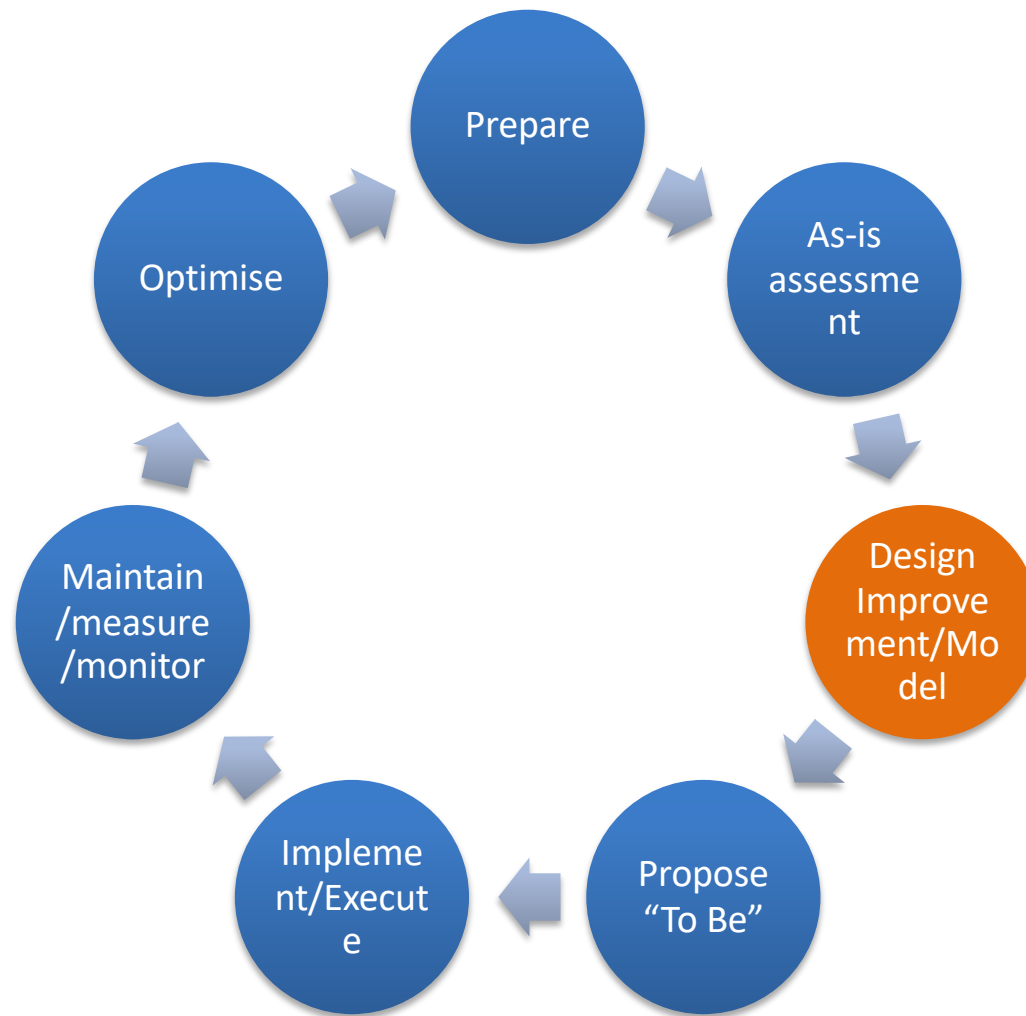 Prepare
As-is
assessme
nt
Design
Improve
ment/Mo
del
Propose
“To Be”
Impleme
nt/Execut
e
Maintain
/measure
/monitor
Optimise